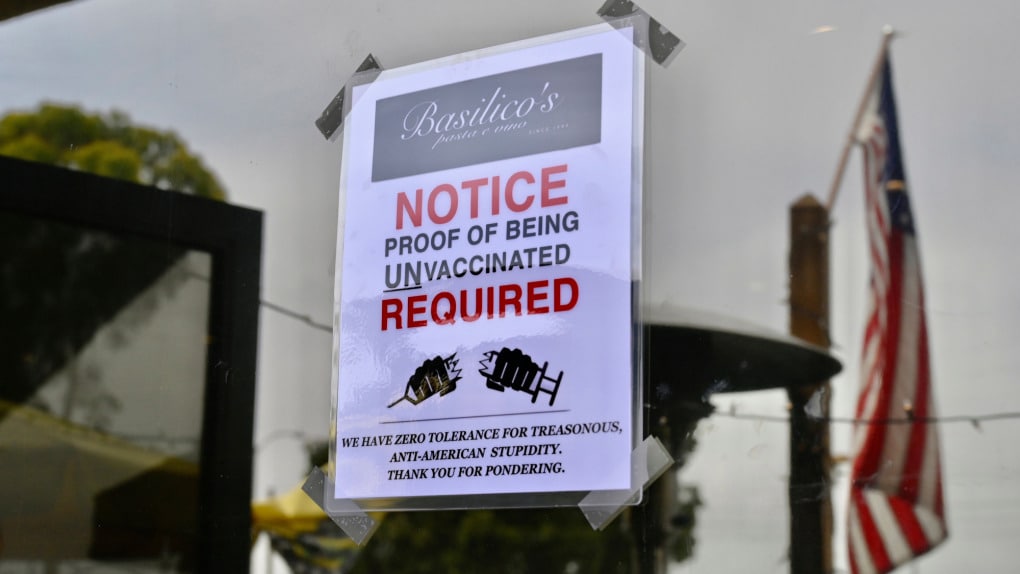 Basilico's
pasta e vino
NOTICE
PROOF OF BEING
UNVACCINATED
REQUIRED
WE HAVE ZERO TOLERANCE FOR TREASONOUS,
ANTI-AMERICAN STUPIDITY.
THANK YOU FOR PONDERING.